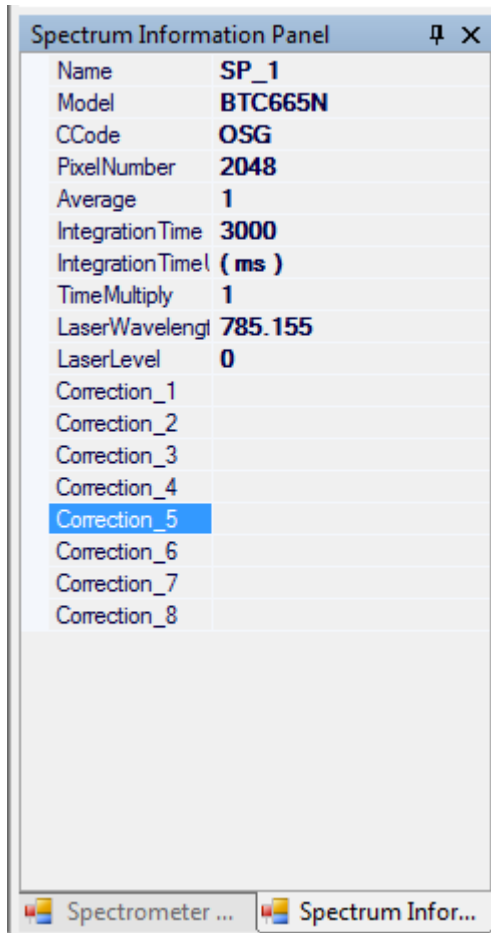 Spectrum Information Panel
Name SP_1
Model BTC665N
CCode OSG
PixelNumber 2048
Average 1
IntegrationTime 3000
IntegrationTimeU ( ms )
TimeMultiply 1
LaserWavelengt 785.155
LaserLevel 0
Correction_1
Correction_2
Correction_3
Correction_4
Correction_5
Correction_6
Correction_7
Correction_8
Spectrometer ... Spectrum Infor...